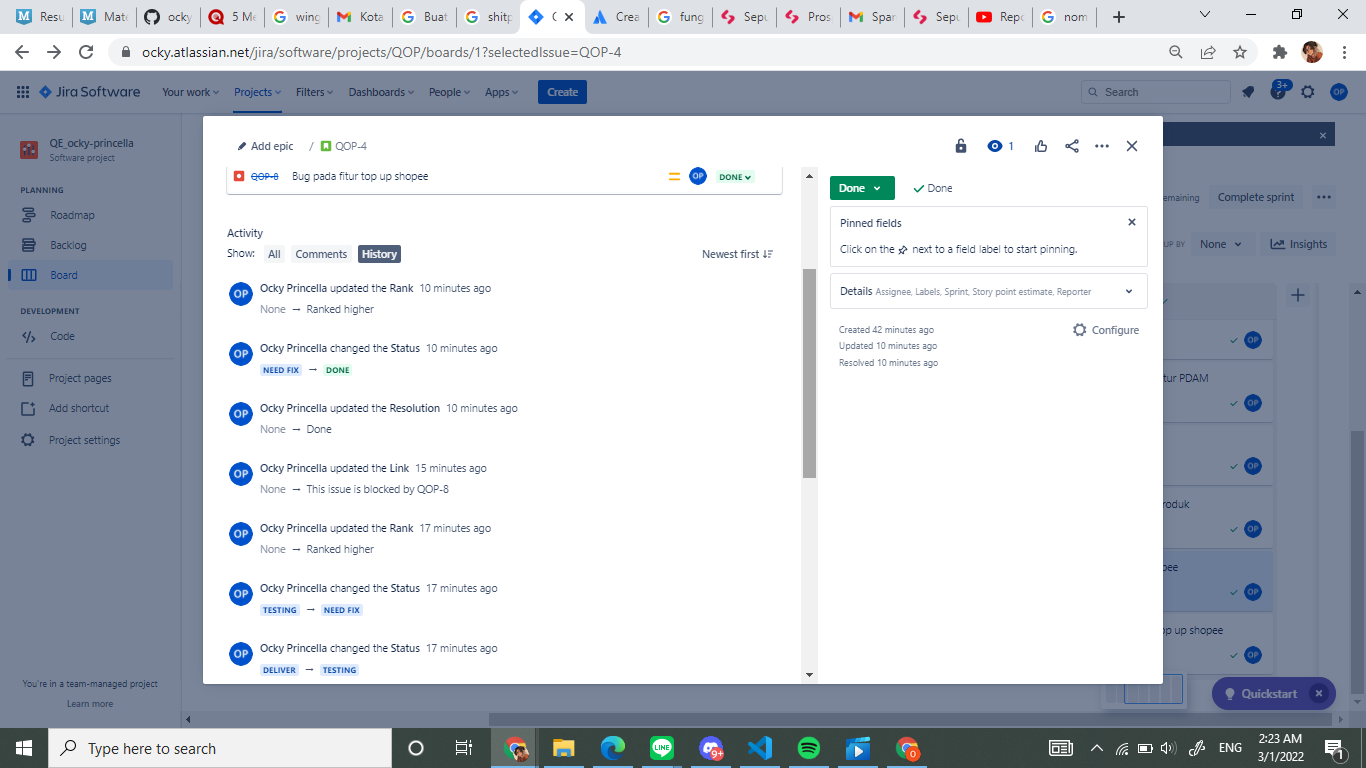 Resu
Mate
ocky
5 Me
wing
Kota
Buat
shitp
Crea
fung
Sepu
Pros
Span
Sepu
Repo
nom
ocky.atlassian.net/jira/software/projects/QOP/boards/1?selectedIssue=QOP-4
Jira Software
Your work
Projects
Filters
Dashboards
People
Apps
Create
Search
3+
OP
QE_ocky-princella
Software project
PLANNING
Roadmap
Backlog
Board
DEVELOPMENT
Code
Project pages
Add shortcut
Project settings
You're in a team-managed project
Learn more
Add epic / QOP-4
1
QOP-8 Bug pada fitur top up shopee
OP
DONE
Activity
Show: All Comments History
Newest first
OP Ocky Princella updated the Rank 10 minutes ago
None → Ranked higher
OP Ocky Princella changed the Status 10 minutes ago
NEED FIX → DONE
OP Ocky Princella updated the Resolution 10 minutes ago
None → Done
OP Ocky Princella updated the Link 15 minutes ago
None → This issue is blocked by QOP-8
OP Ocky Princella updated the Rank 17 minutes ago
None → Ranked higher
OP Ocky Princella changed the Status 17 minutes ago
TESTING → NEED FIX
OP Ocky Princella changed the Status 17 minutes ago
DELIVER → TESTING
Done
Done
Pinned fields
Click on the next to a field label to start pinning.
Details Assignee, Labels, Sprint, Story point estimate, Reporter
Created 42 minutes ago
Updated 10 minutes ago
Resolved 10 minutes ago
Configure
emaining
Complete sprint
UP BY
None
Insights
OP
tur PDAM
OP
OP
roduk
OP
pee
OP
op up shopee
OP
Quickstart
Type here to search
LINE
9+
0
ENG
2:23 AM
3/1/2022
1